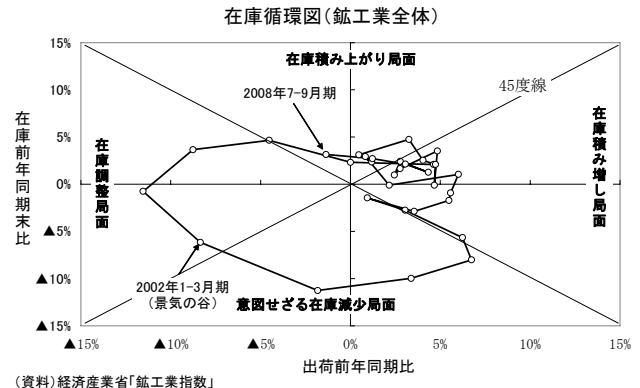 在庫循環図(鉱工業全体)
15%
10%
5%
0%
▲5%
▲10%
▲15%
在庫前年同期末比
在庫積み上がり局面
2008年7-9月期
45度線
在庫調整局面
在庫積み増し局面
2002年1-3月期
(景気の谷)
意図せざる在庫減少局面
▲15% ▲10% ▲5% 0% 5% 10% 15%
出荷前年同期比
(資料)経済産業省「鉱工業指数」